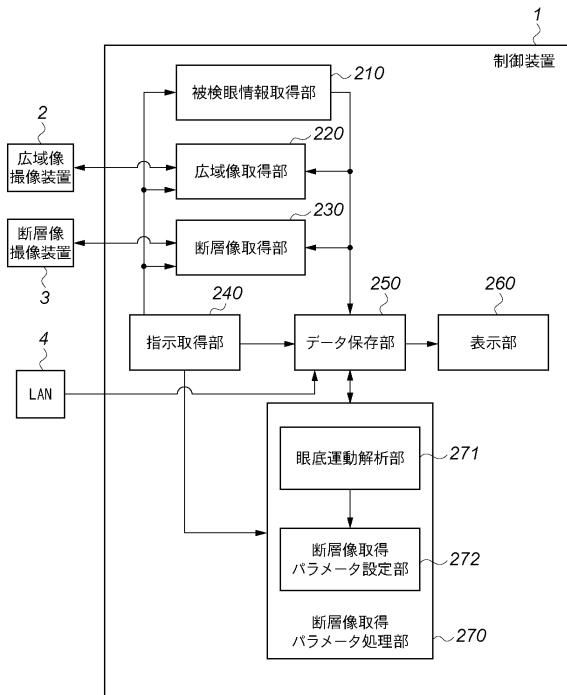 1
制御装置
210
被検眼情報取得部
2
広域像
撮像装置
220
広域像取得部
断層像
撮像装置
3
230
断層像取得部
240
指示取得部
250
データ保存部
260
表示部
4
LAN
眼底運動解析部
271
断層像取得
パラメータ設定部
272
断層像取得
パラメータ処理部
270